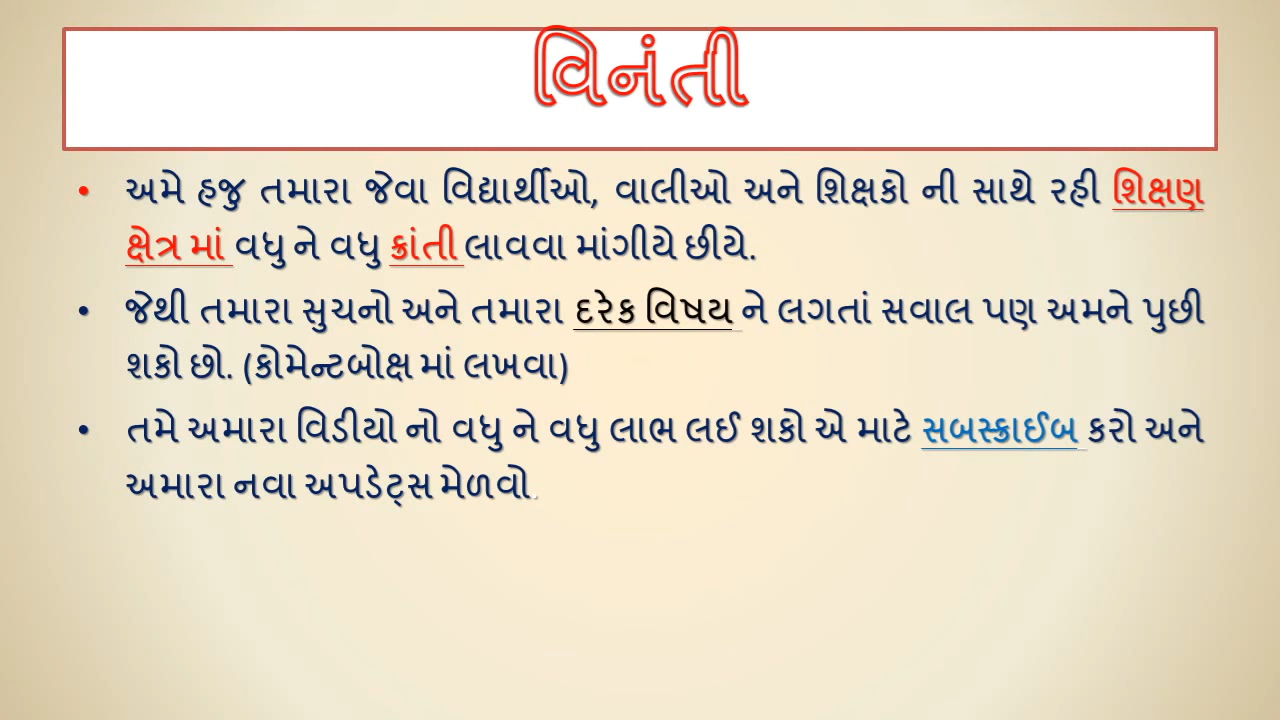 વિનંતી
• અમે હજુ તમારા જેવા વિદ્યાર્થીઓ, વાલીઓ અને શિક્ષકો ની સાથે રહી શિક્ષણ
ક્ષેત્ર માં વધુ ને વધુ ક્રાંતી લાવવા માંગીયે છીયે.
• જેથી તમારા સુચનો અને તમારા દરેક વિષય ને લગતાં સવાલ પણ અમને પુછી
શકો છો. (કોમેન્ટબોક્ષ માં લખવા)
• તમે અમારા વિડીયો નો વધુ ને વધુ લાભ લઈ શકો એ માટે સબસ્ક્રાઈબ કરો અને
અમારા નવા અપડેટ્સ મેળવો.